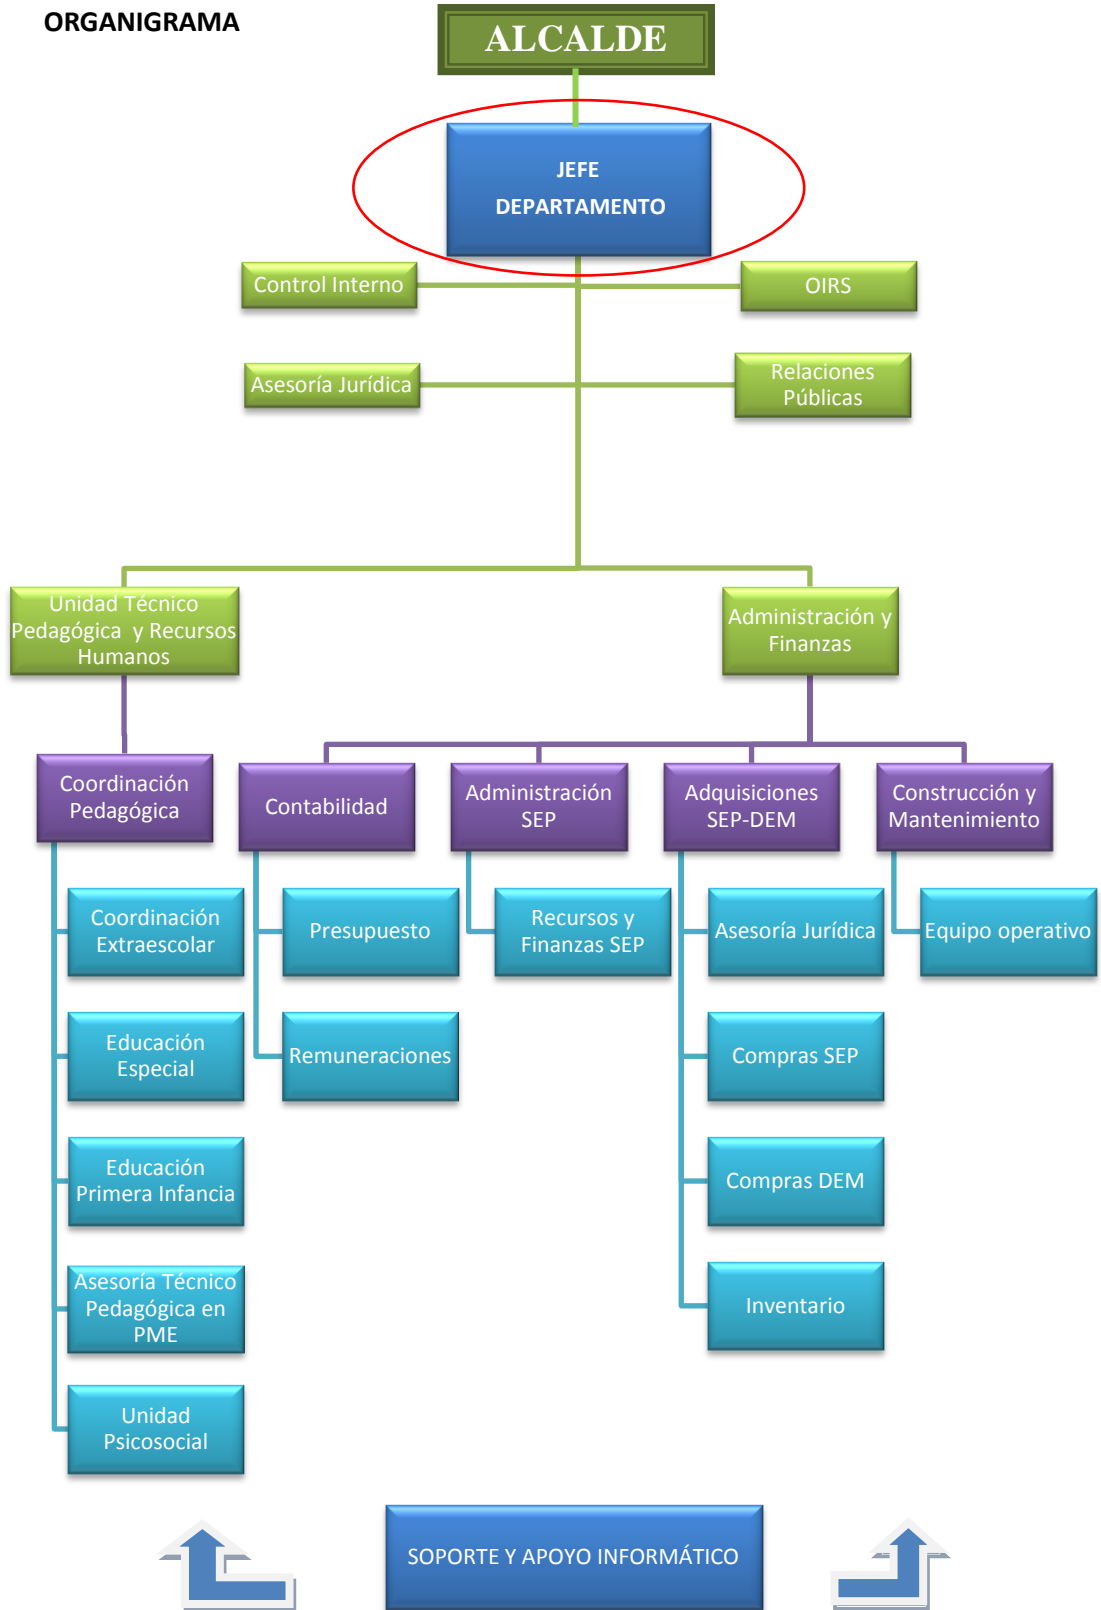 ORGANIGRAMA
ALCALDE
JEFE
DEPARTAMENTO
Control Interno
OIRS
Asesoría Jurídica
Relaciones
Públicas
Unidad Técnico
Pedagógica y Recursos
Humanos
Administración y
Finanzas
Coordinación
Pedagógica
Contabilidad
Administración
SEP
Adquisiciones
SEP-DEM
Construcción y
Mantenimiento
Coordinación
Extraescolar
Presupuesto
Recursos y
Finanzas SEP
Asesoría Jurídica
Equipo operativo
Educación
Especial
Remuneraciones
Compras SEP
Educación
Primera Infancia
Compras DEM
Asesoría Técnico
Pedagógica en
PME
Inventario
Unidad
Psicosocial
SOPORTE Y APOYO INFORMÁTICO